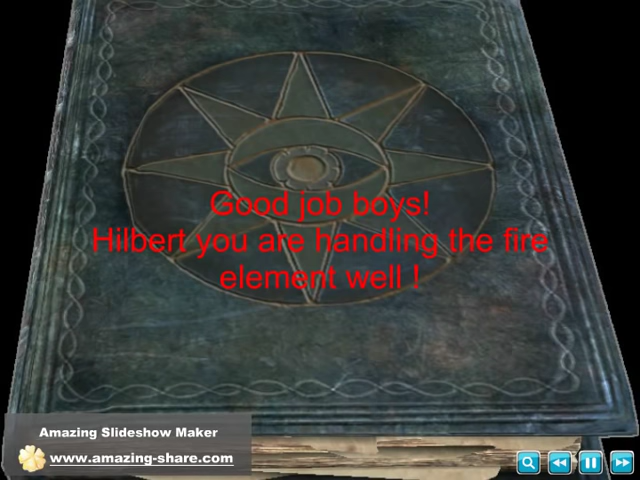 Good job boys!
Hilbert you are handling the fire
element well !
Amazing Slideshow Maker
www.amazing-share.com